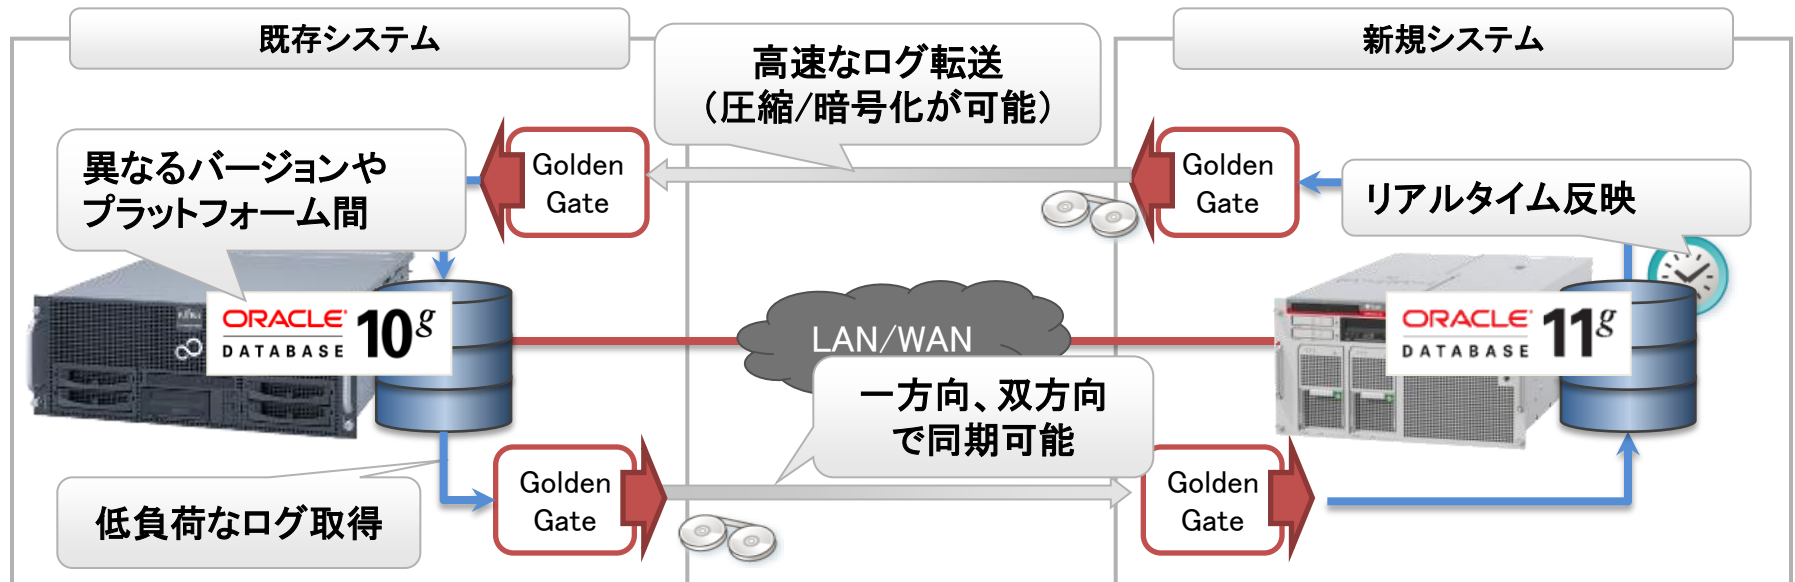 既存システム
新規システム
高速なログ転送
(圧縮/暗号化が可能)
異なるバージョンや
プラットフォーム間
Golden
Gate
Golden
Gate
リアルタイム反映
ORACLE
DATABASE
10g
LAN/WAN
ORACLE
DATABASE
11g
一方向、双方向
で同期可能
低負荷なログ取得
Golden
Gate
Golden
Gate